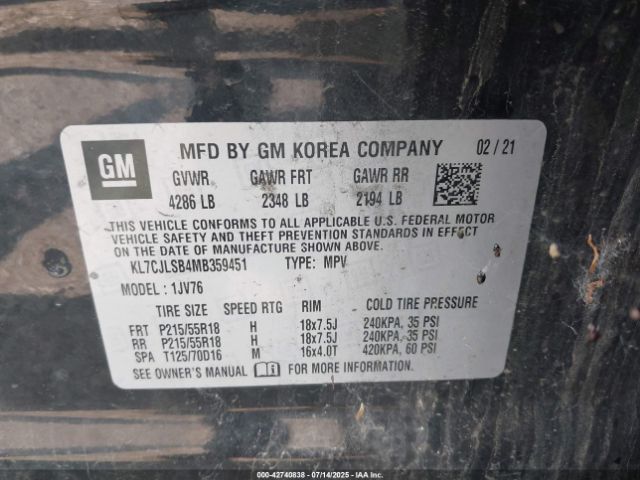 GM
MFD BY GM KOREA COMPANY 02 / 21
GVWR GAWR FRT GAWR RR
4286 LB 2348 LB 2194 LB
THIS VEHICLE CONFORMS TO ALL APPLICABLE U.S. FEDERAL MOTOR
VEHICLE SAFETY AND THEFT PREVENTION STANDARDS IN EFFECT
ON THE DATE OF MANUFACTURE SHOWN ABOVE.
KL7CJLSB4MB359451 TYPE: MPV
MODEL : 1JV76
TIRE SIZE SPEED RTG RIM COLD TIRE PRESSURE
FRT P215/55R18 H 18x7.5J 240KPA, 35 PSI
RR P215/55R18 H 18x7.5J 240KPA, 35 PSI
SPA T125/70D16 M 16x4.0T 420KPA, 60 PSI
SEE OWNER'S MANUAL FOR MORE INFORMATION.
000-42740838 - 07/14/2025 - IAAI.CA